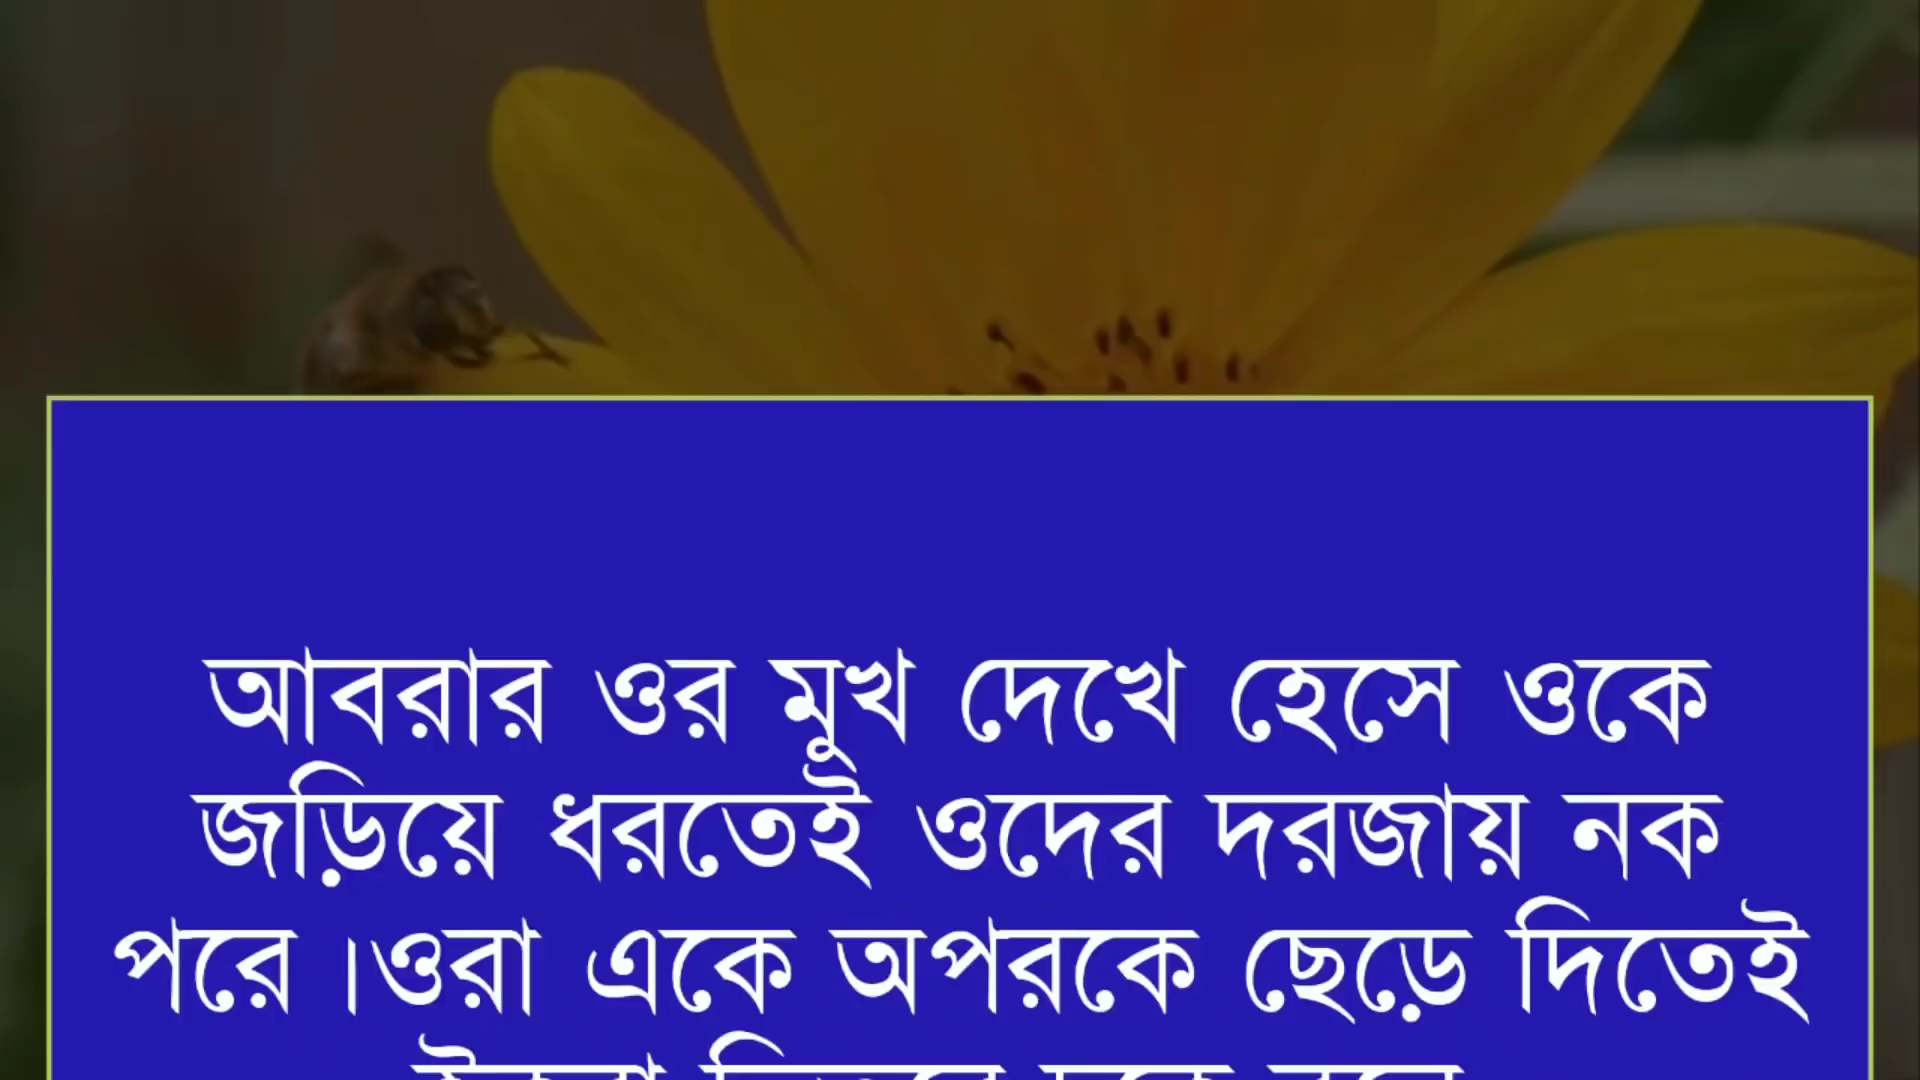 আবরার ওর মুখ দেখে হেসে ওকে
জড়িয়ে ধরতেই ওদের দরজায় নক
পরে।ওরা একে অপরকে ছেড়ে দিতেই